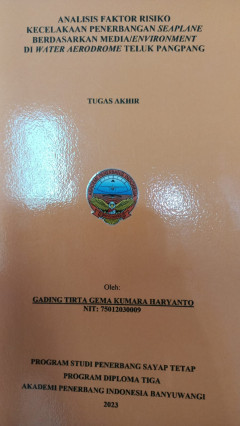 ANALISIS FAKTOR RISIKO
KECELAKAAN PENERBANGAN SEAPLANE
BERDASARKAN MEDIA/ENVIRONMENT
DI WATER AERODROME TELUK PANGPANG
TUGAS AKHIR
Oleh:
GADING TIRTA GEMA KUMARA HARYANTO
NIT: 75012030009
PROGRAM STUDI PENERBANG SAYAP TETAP
PROGRAM DIPLOMA TIGA
AKADEMI PENERBANG INDONESIA BANYUWANGI
2023